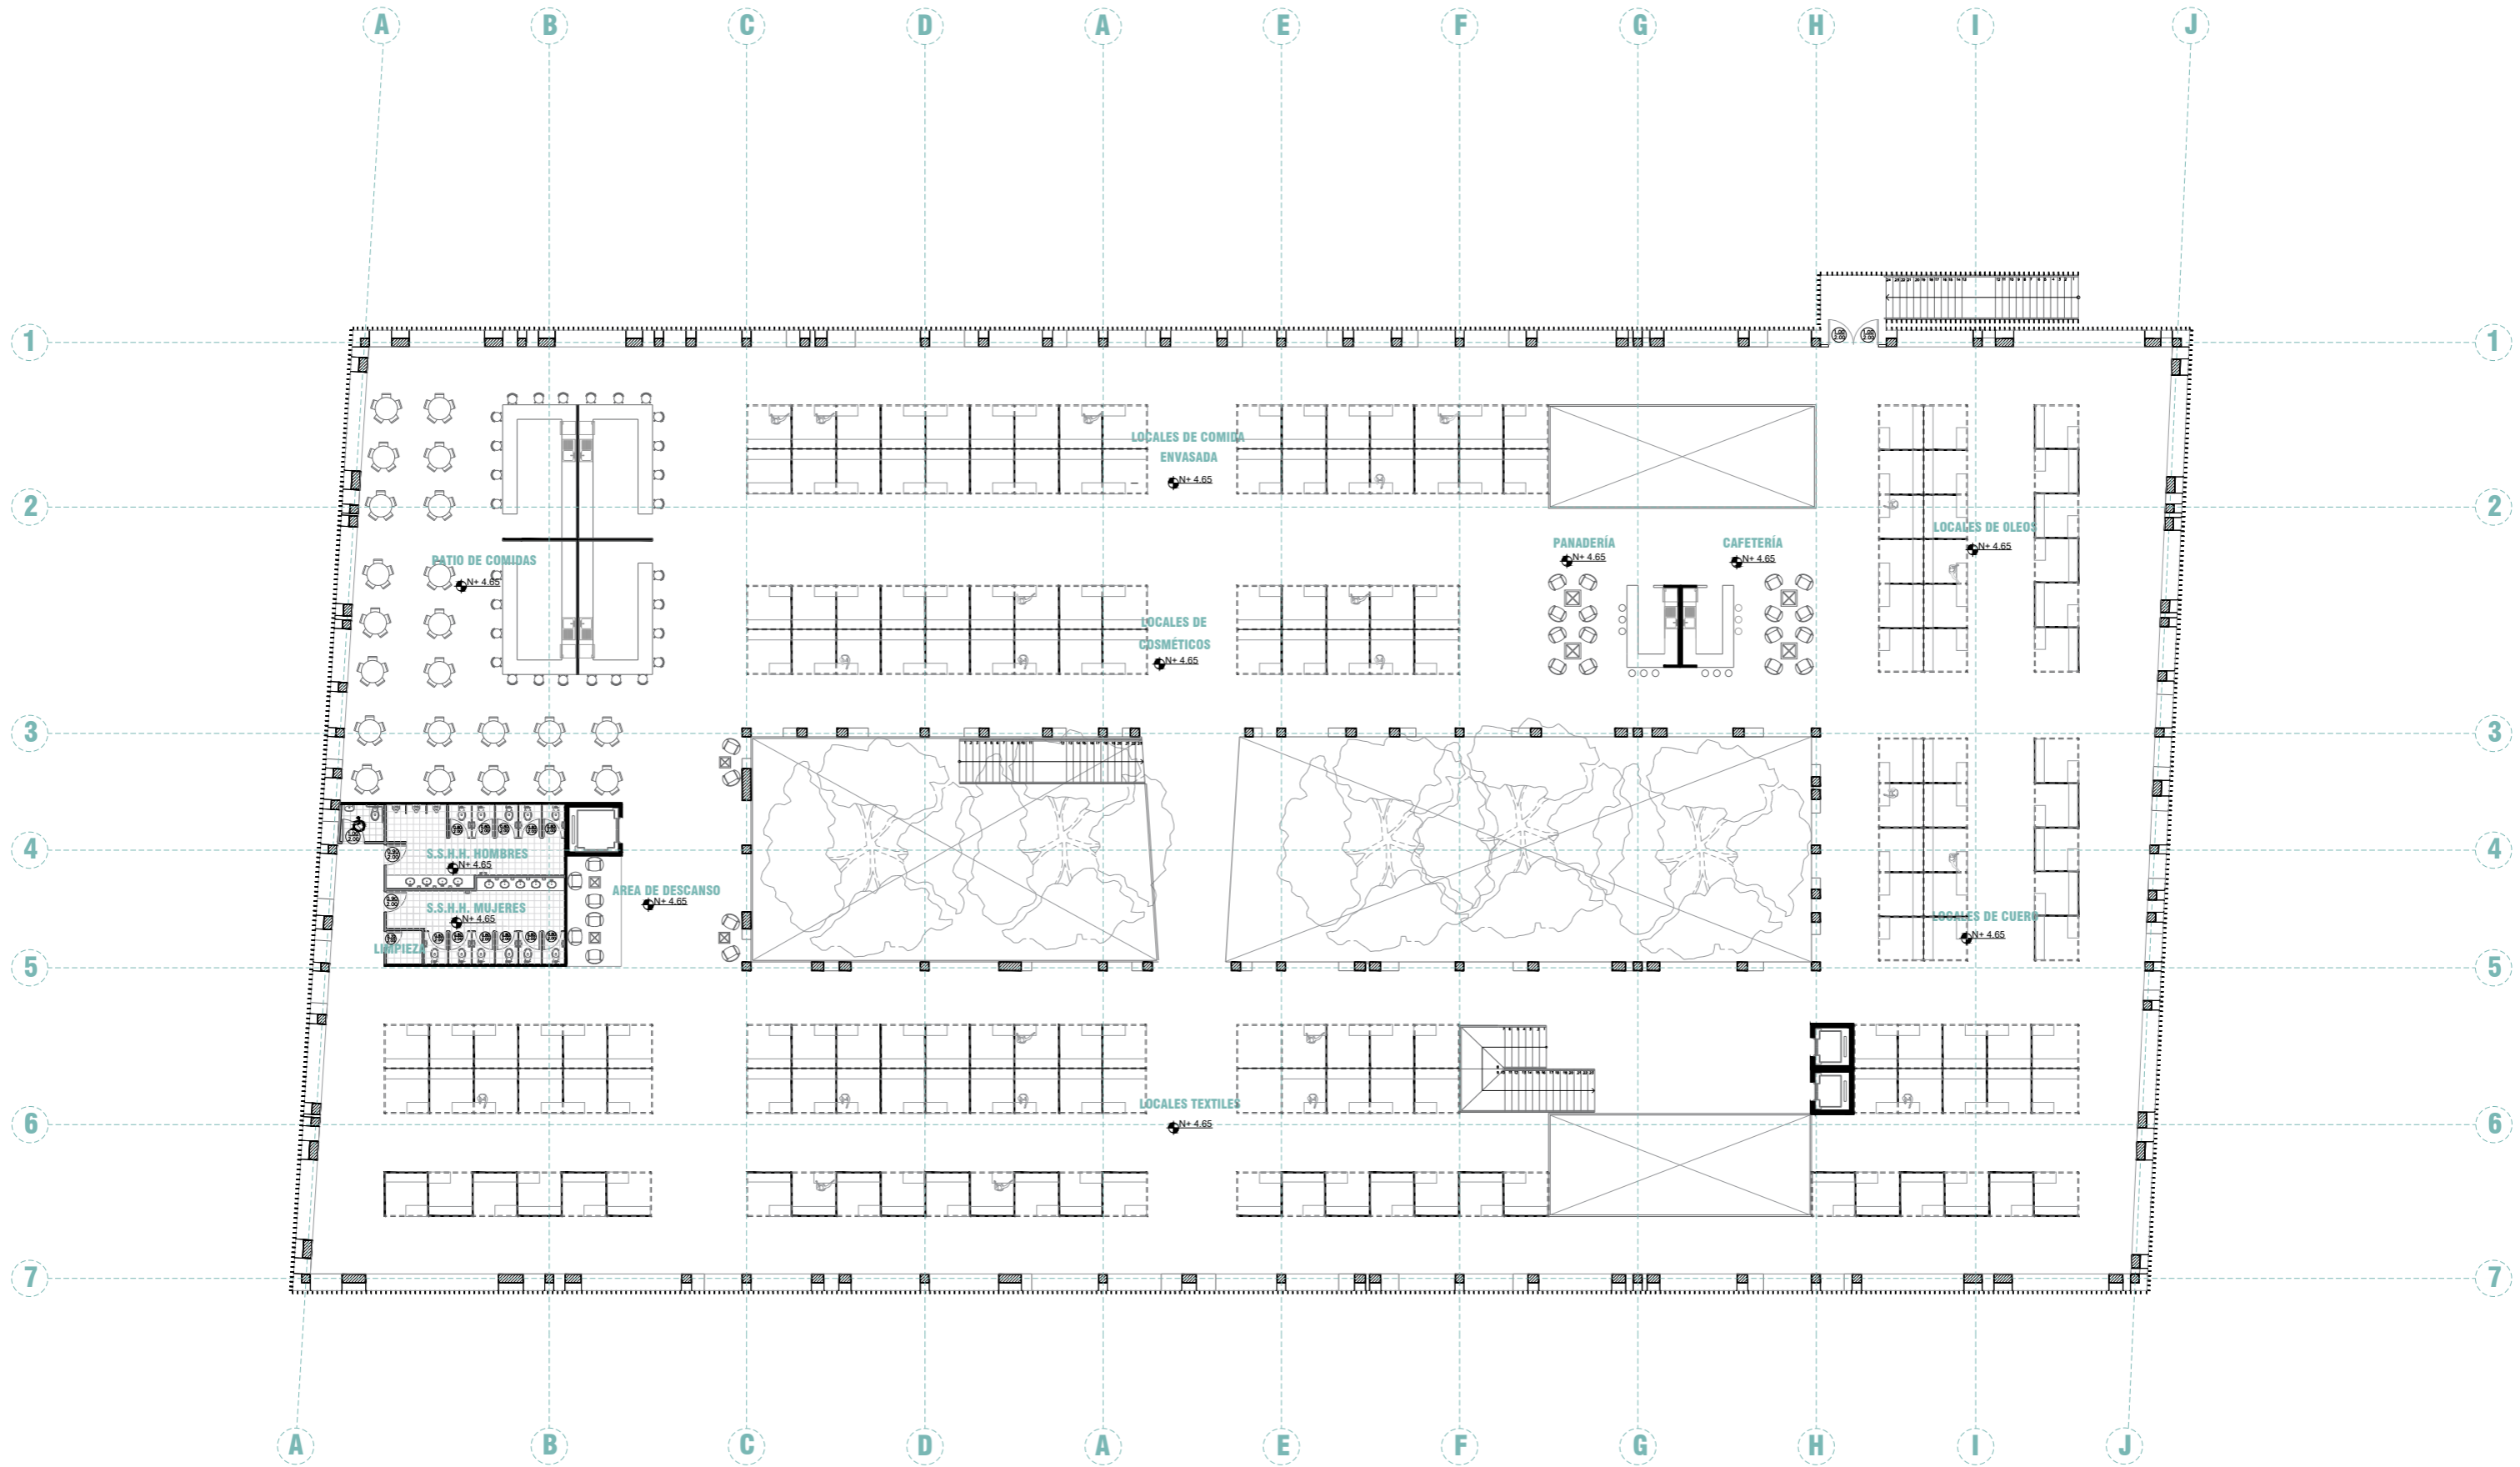 A B C D A E F G H I J
1 1
LOCALES DE COMIDA
ENVASADA
N+ 4.65
2 2
LOCALES DE OLEOS
N+ 4.65
PANADERÍA
N+ 4.65
CAFETERÍA
N+ 4.65
PATIO DE COMIDAS
N+ 4.65
LOCALES DE
COSMÉTICOS
N+ 4.65
3 3
4 4
S.S.H.H. HOMBRES
N+ 4.65
AREA DE DESCANSO
N+ 4.65
S.S.H.H. MUJERES
N+ 4.65
LIMPIEZA
LOCALES DE CUERO
N+ 4.65
5 5
LOCALES TEXTILES
N+ 4.65
6 6
7 7
A B C D A E F G H I J